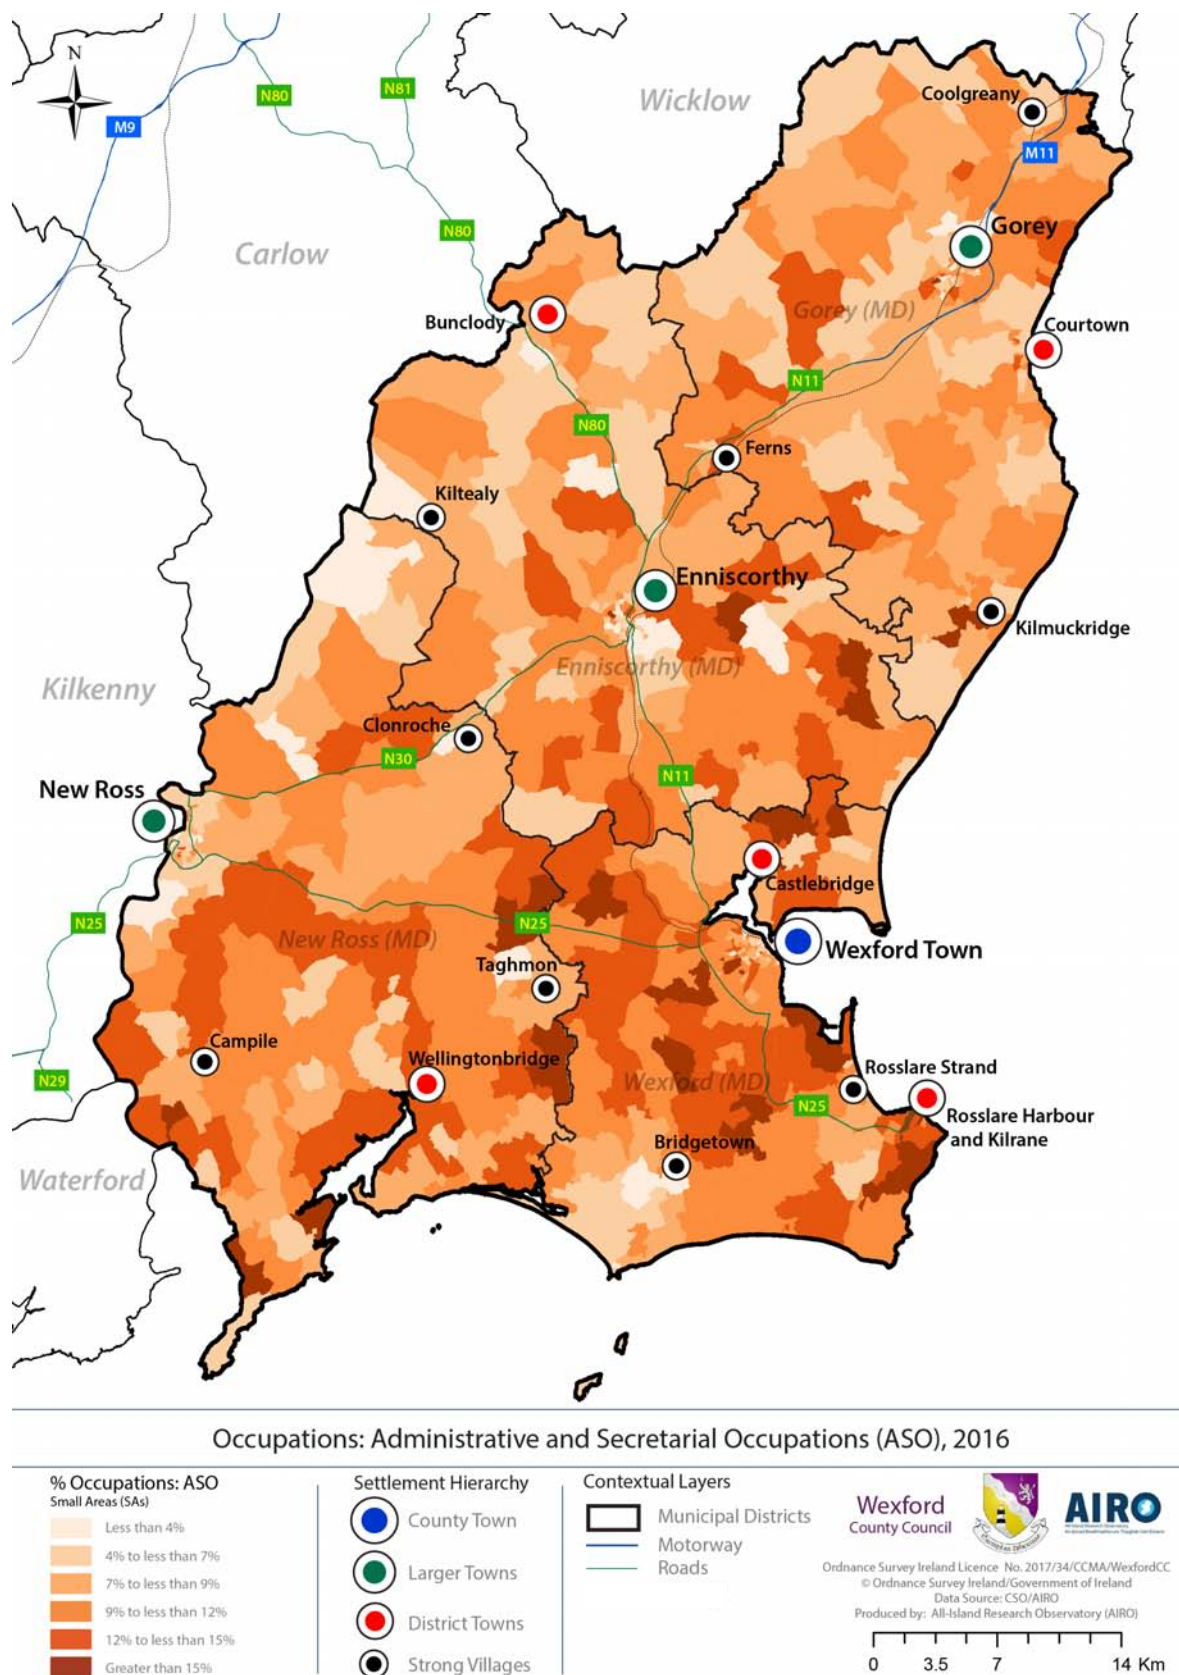 N
Wicklow
Coolgreany
N80
N81
M9
M11
N80
Gorey
Carlow
Gorey (MD)
Bunclody
Courtown
N11
N80
Ferns
Kiltealy
Enniscorthy
Kilmuckridge
Enniscorthy (MD)
Kilkenny
Clonroche
N30
N11
New Ross
Castlebridge
N25
N25
New Ross (MD)
Wexford Town
Taghmon
Campile
Wellingtonbridge
Rosslare Strand
N29
Wexford (MD)
N25
Rosslare Harbour
and Kilrane
Bridgetown
Waterford
Occupations: Administrative and Secretarial Occupations (ASO), 2016
% Occupations: ASO
Small Areas (SAs)
Less than 4%
4% to less than 7%
7% to less than 9%
9% to less than 12%
12% to less than 15%
Greater than 15%
Settlement Hierarchy
County Town
Larger Towns
District Towns
Strong Villages
Contextual Layers
Municipal Districts
Motorway
Roads
Wexford
County Council
AIRO
Ordnance Survey Ireland Licence No. 2017/34/CCMA/WexfordCC
© Ordnance Survey Ireland/Government of Ireland
Data Source: CSO/AIRO
Produced by: All-Island Research Observatory (AIRO)
0 3.5 7 14 Km